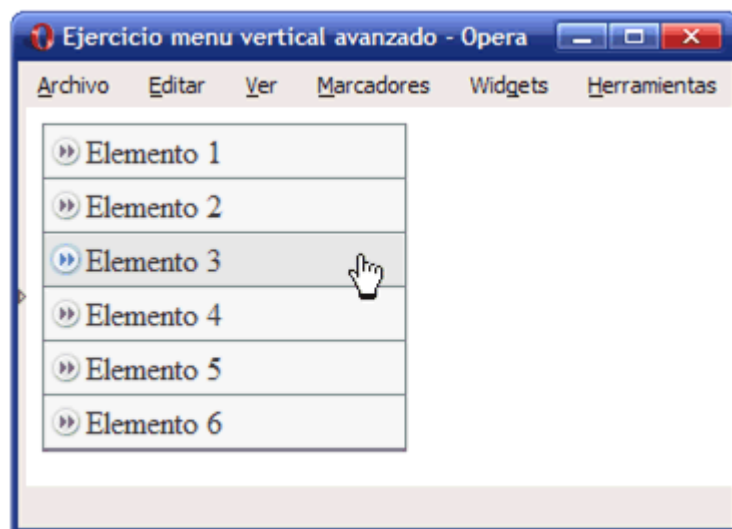 Ejercicio menu vertical avanzado - Opera
Archivo Editar Ver Marcadores Widgets Herramientas
Elemento 1
Elemento 2
Elemento 3
Elemento 4
Elemento 5
Elemento 6